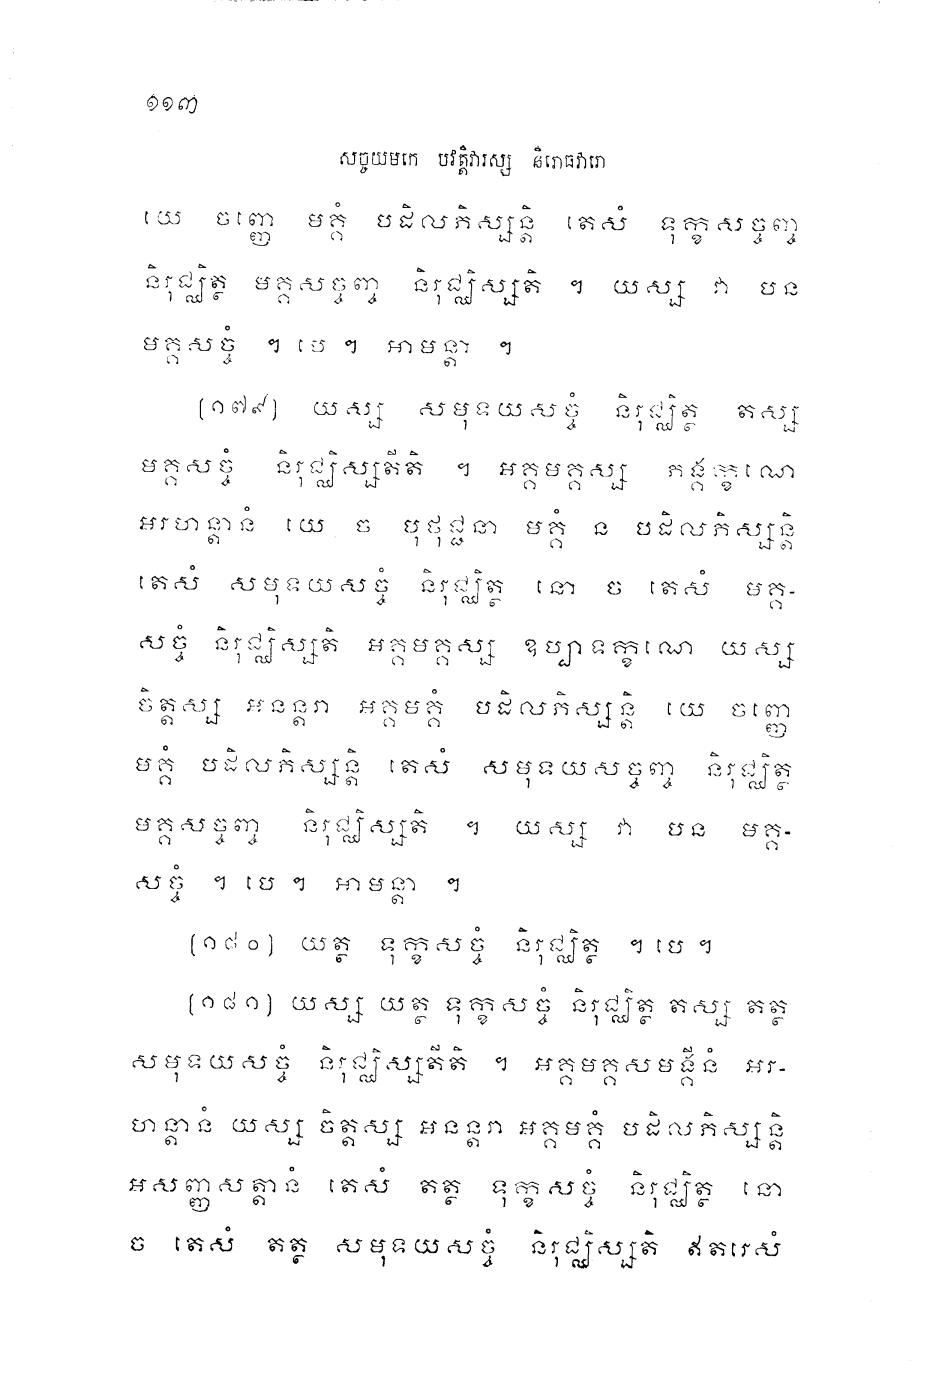 ១១៣
សច្ចយមកេ បវត្តិវារស្ស និរោធវារោ
យេ ចញ្ញេ មគ្គំ បដិលភិស្សន្តិ តេសំ ទុក្ខសច្ចញ្ច
និរុជ្ឈិត្ថ មគ្គសច្ចញ្ច និរុជ្ឈិស្សតិ ។ យស្ស វា បន
មគ្គសច្ចំ ។ បេ ។ អាមន្តា ។
(១៧៩) យស្ស សមុទយសច្ចំ និរុជ្ឈិត្ថ តស្ស
មគ្គសច្ចំ និរុជ្ឈិស្សតីតិ ។ អគ្គមគ្គស្ស ភង្គក្ខណេ
អរហន្តានំ យេ ច បុថុជ្ជនា មគ្គំ ន បដិលភិស្សន្តិ
តេសំ សមុទយសច្ចំ និរុជ្ឈិត្ថ នោ ច តេសំ មគ្គ-
សច្ចំ និរុជ្ឈិស្សតិ អគ្គមគ្គស្ស ឧប្បាទក្ខណេ យស្ស
ចិត្តស្ស អនន្តរា អគ្គមគ្គំ បដិលភិស្សន្តិ យេ ចញ្ញេ
មគ្គំ បដិលភិស្សន្តិ តេសំ សមុទយសច្ចញ្ច និរុជ្ឈិត្ថ
មគ្គសច្ចញ្ច និរុជ្ឈិស្សតិ ។ យស្ស វា បន មគ្គ-
សច្ចំ ។ បេ ។ អាមន្តា ។
(១៨០) យត្ថ ទុក្ខសច្ចំ និរុជ្ឈិត្ថ ។ បេ ។
(១៨១) យស្ស យត្ថ ទុក្ខសច្ចំ និរុជ្ឈិត្ថ តស្ស តត្ថ
សមុទយសច្ចំ និរុជ្ឈិស្សតីតិ ។ អគ្គមគ្គសមង្គីនំ អរ-
ហន្តានំ យស្ស ចិត្តស្ស អនន្តរា អគ្គមគ្គំ បដិលភិស្សន្តិ
អសញ្ញសត្តានំ តេសំ តត្ថ ទុក្ខសច្ចំ និរុជ្ឈិត្ថ នោ
ច តេសំ តត្ថ សមុទយសច្ចំ និរុជ្ឈិស្សតិ ឥតរេសំ